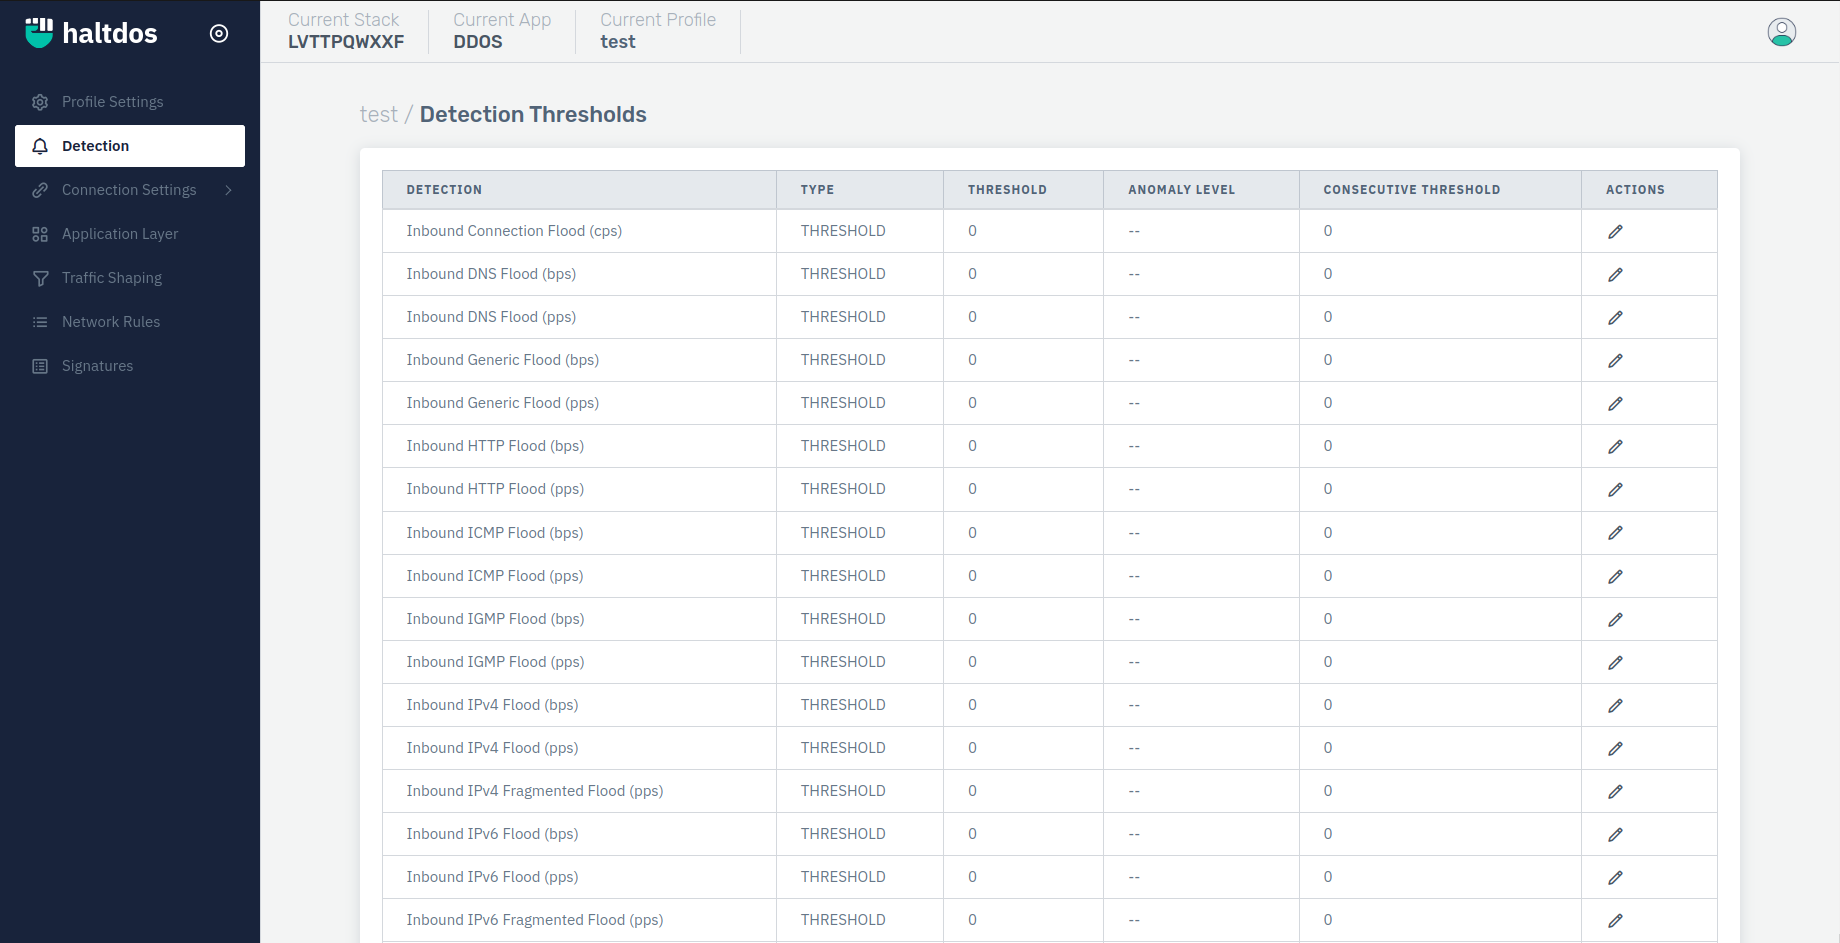 haltdos
Current Stack
LVTTPQWXXF
Current App
DDOS
Current Profile
test
Profile Settings
Detection
Connection Settings
Application Layer
Traffic Shaping
Network Rules
Signatures
test / Detection Thresholds
DETECTION TYPE THRESHOLD ANOMALY LEVEL CONSECUTIVE THRESHOLD ACTIONS
Inbound Connection Flood (cps) THRESHOLD 0 -- 0
Inbound DNS Flood (bps) THRESHOLD 0 -- 0
Inbound DNS Flood (pps) THRESHOLD 0 -- 0
Inbound Generic Flood (bps) THRESHOLD 0 -- 0
Inbound Generic Flood (pps) THRESHOLD 0 -- 0
Inbound HTTP Flood (bps) THRESHOLD 0 -- 0
Inbound HTTP Flood (pps) THRESHOLD 0 -- 0
Inbound ICMP Flood (bps) THRESHOLD 0 -- 0
Inbound ICMP Flood (pps) THRESHOLD 0 -- 0
Inbound IGMP Flood (bps) THRESHOLD 0 -- 0
Inbound IGMP Flood (pps) THRESHOLD 0 -- 0
Inbound IPv4 Flood (bps) THRESHOLD 0 -- 0
Inbound IPv4 Flood (pps) THRESHOLD 0 -- 0
Inbound IPv4 Fragmented Flood (pps) THRESHOLD 0 -- 0
Inbound IPv6 Flood (bps) THRESHOLD 0 -- 0
Inbound IPv6 Flood (pps) THRESHOLD 0 -- 0
Inbound IPv6 Fragmented Flood (pps) THRESHOLD 0 -- 0